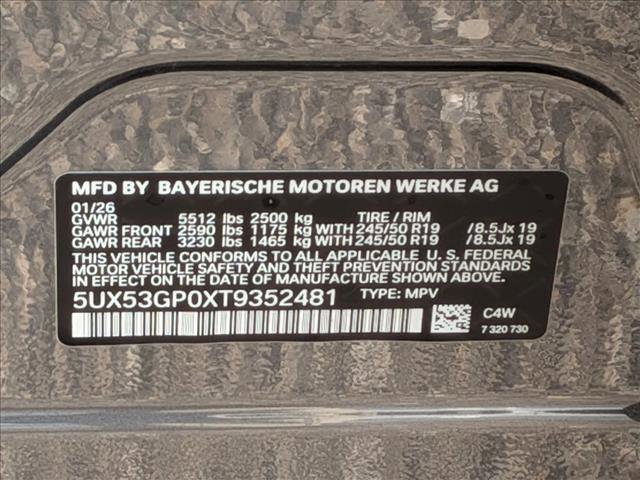 MFD BY BAYERISCHE MOTOREN WERKE AG
01/26
GVWR 5512 lbs 2500 kg TIRE / RIM
GAWR FRONT 2590 lbs 1175 kg WITH 245/50 R19 /8.5Jx 19
GAWR REAR 3230 lbs 1465 kg WITH 245/50 R19 /8.5Jx 19
THIS VEHICLE CONFORMS TO ALL APPLICABLE U. S. FEDERAL
MOTOR VEHICLE SAFETY AND THEFT PREVENTION STANDARDS
IN EFFECT ON THE DATE OF MANUFACTURE SHOWN ABOVE.
5UX53GP0XT9352481 TYPE: MPV
C4W
7 320 730